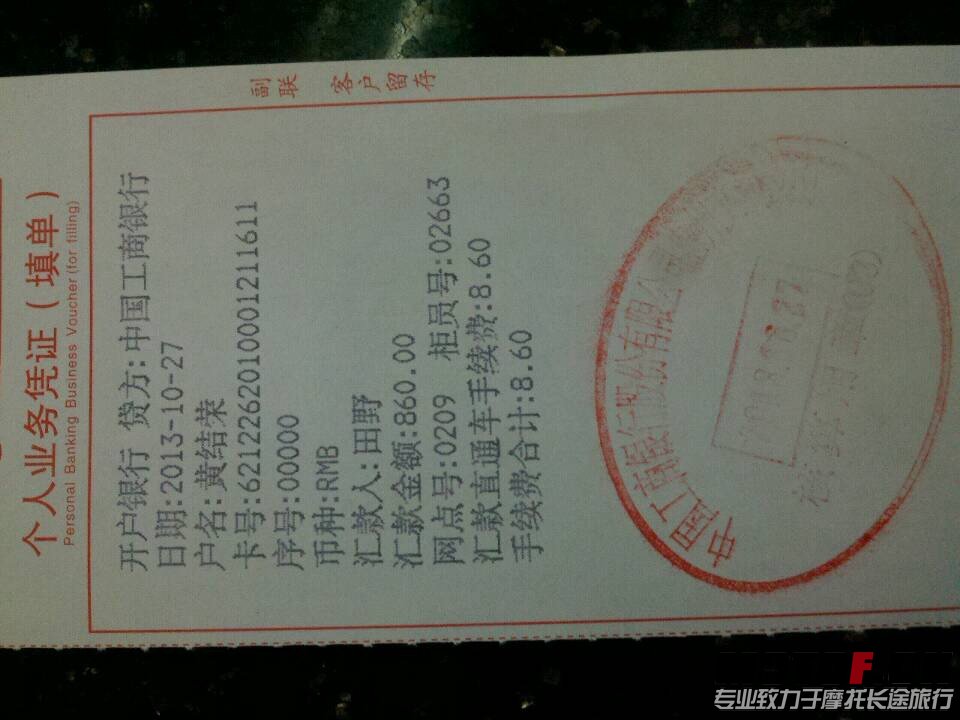 副联 客户留存
个人业务凭证(填单)
Personal Banking Business Voucher (for filling)
开户银行 贷方:中国工商银行
日期:2013-10-27
户名:黄结荣
卡号:6212262010001211611
序号:00000
币种:RMB
汇款人:田野
汇款金额:860.00
网点号:0209 柜员号:02663
汇款直通车手续费:8.60
手续费合计:8.60
中国工商银行股份有限公
专业致力于摩托长途旅行